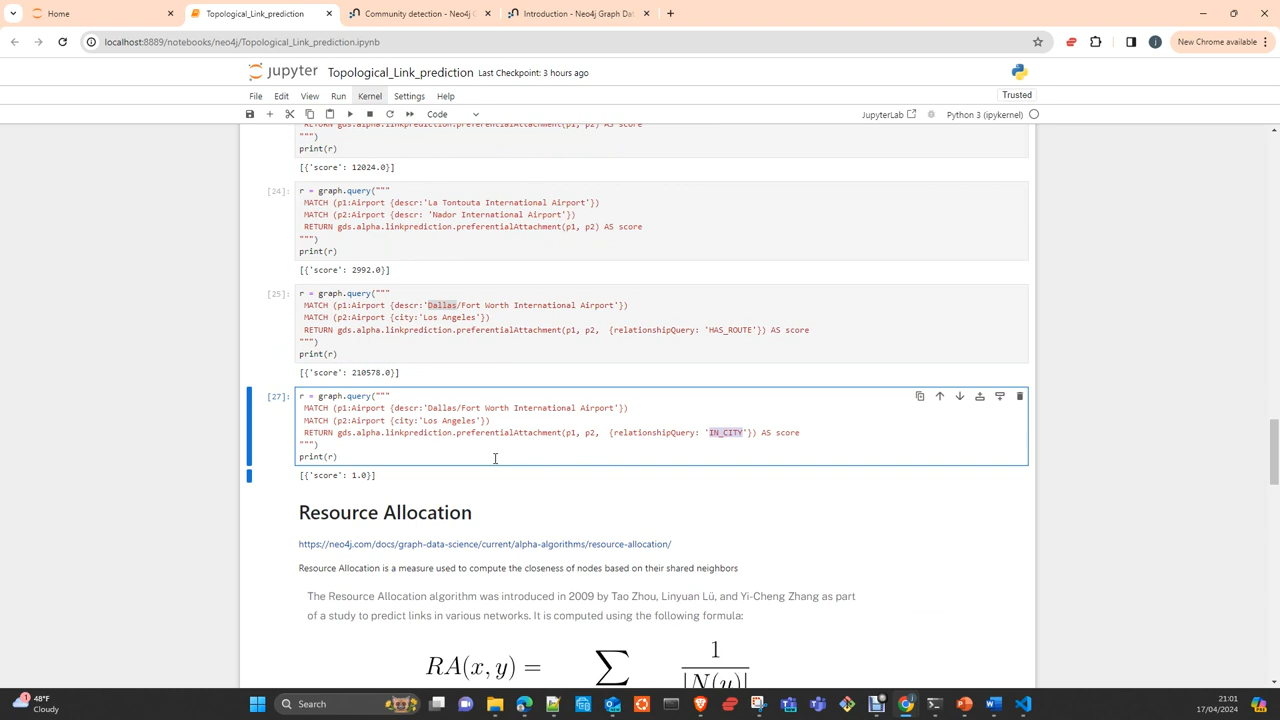 Home
Topological_Link_prediction
Community detection - Neo4j G
Introduction - Neo4j Graph Dat
localhost:8889/notebooks/neo4j/Topological_Link_prediction.ipynb
New Chrome available
jupyter Topological_Link_prediction Last Checkpoint: 3 hours ago
File Edit View Run Kernel Settings Help
Trusted
Code
JupyterLab
Python 3 (ipykernel)
RETURN gds.alpha.linkprediction.preferentialAttachment(p1, p2) AS score
""")
print(r)
[{'score': 12024.0}]
[24]: r = graph.query("""
MATCH (p1:Airport {descr:'La Tontouta International Airport'})
MATCH (p2:Airport {descr: 'Nador International Airport'})
RETURN gds.alpha.linkprediction.preferentialAttachment(p1, p2) AS score
""")
print(r)
[{'score': 2992.0}]
[25]: r = graph.query("""
MATCH (p1:Airport {descr:'Dallas/Fort Worth International Airport'})
MATCH (p2:Airport {city:'Los Angeles'})
RETURN gds.alpha.linkprediction.preferentialAttachment(p1, p2,  {relationshipQuery: 'HAS_ROUTE'}) AS score
""")
print(r)
[{'score': 210578.0}]
[27]: r = graph.query("""
MATCH (p1:Airport {descr:'Dallas/Fort Worth International Airport'})
MATCH (p2:Airport {city:'Los Angeles'})
RETURN gds.alpha.linkprediction.preferentialAttachment(p1, p2,  {relationshipQuery: 'IN_CITY'}) AS score
""")
print(r)
[{'score': 1.0}]
Resource Allocation
https://neo4j.com/docs/graph-data-science/current/alpha-algorithms/resource-allocation/
Resource Allocation is a measure used to compute the closeness of nodes based on their shared neighbors
The Resource Allocation algorithm was introduced in 2009 by Tao Zhou, Linyuan Lü, and Yi-Cheng Zhang as part
of a study to predict links in various networks. It is computed using the following formula:
RA(x, y) = ∑ 1
|N(u)|
48°F
Cloudy
Search
21:01
17/04/2024